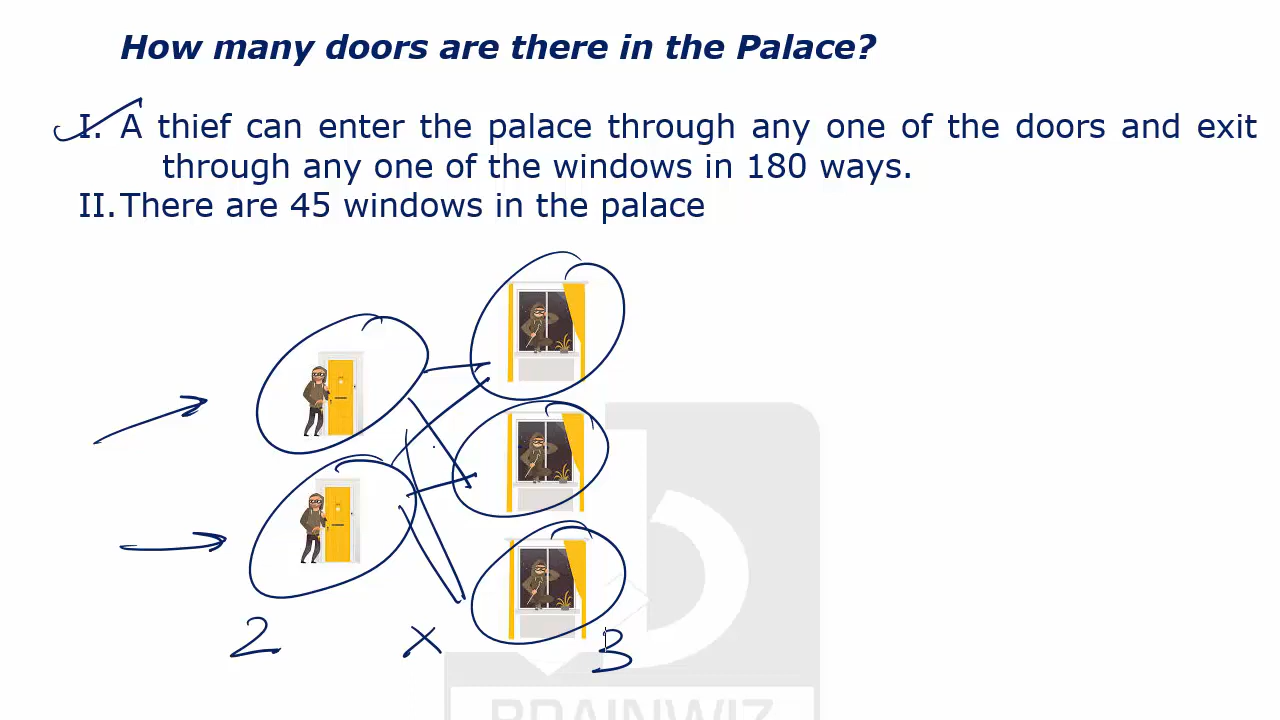 How many doors are there in the Palace?
I. A thief can enter the palace through any one of the doors and exit
through any one of the windows in 180 ways.
II. There are 45 windows in the palace
2 x 3
BRAINWIZ